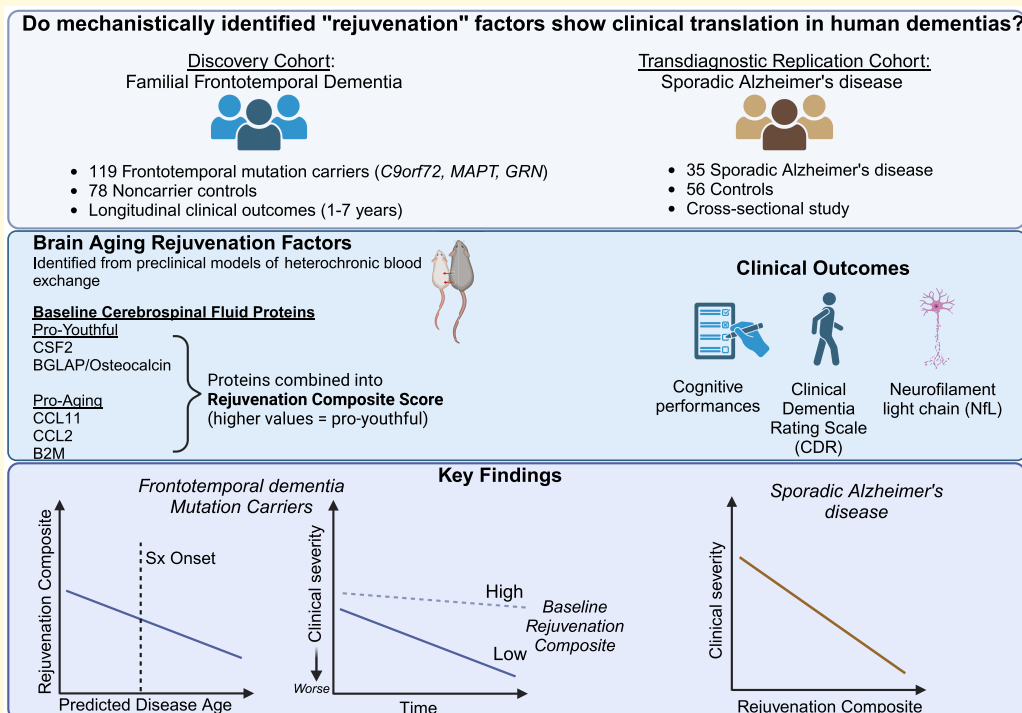 Do mechanistically identified "rejuvenation" factors show clinical translation in human dementias?
Discovery Cohort:
Familial Frontotemporal Dementia
• 119 Frontotemporal mutation carriers (C9orf72, MAPT, GRN)
• 78 Noncarrier controls
• Longitudinal clinical outcomes (1-7 years)
Transdiagnostic Replication Cohort:
Sporadic Alzheimer's disease
• 35 Sporadic Alzheimer's disease
• 56 Controls
• Cross-sectional study
Brain Aging Rejuvenation Factors
Identified from preclinical models of heterochronic blood
exchange
Baseline Cerebrospinal Fluid Proteins
Pro-Youthful
CSF2
BGLAP/Osteocalcin
Pro-Aging
CCL11
CCL2
B2M
Proteins combined into
Rejuvenation Composite Score
(higher values = pro-youthful)
Clinical Outcomes
Cognitive
performances
Clinical
Dementia
Rating Scale
(CDR)
Neurofilament
light chain (NfL)
Key Findings
Frontotemporal dementia
Mutation Carriers
Rejuvenation Composite
Sx Onset
Predicted Disease Age
Clinical severity
Worse
High
Low
Baseline
Rejuvenation
Composite
Time
Sporadic Alzheimer's
disease
Clinical severity
Rejuvenation Composite